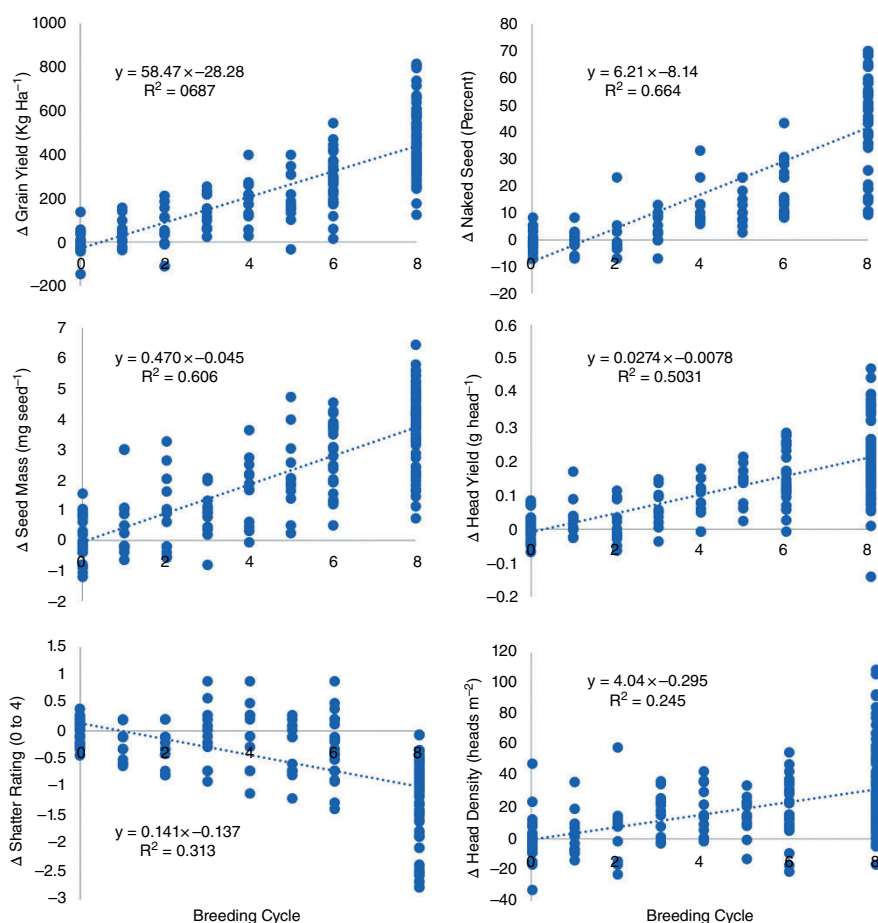 Δ Grain Yield (Kg Ha⁻¹)
1000
800
600
400
200
0
−200
0 2 4 6 8
y = 58.47×−28.28
R² = 0687
Δ Naked Seed (Percent)
80
70
60
50
40
30
20
10
0
−10
−20
0 2 4 6 8
y = 6.21×−8.14
R² = 0.664
Δ Seed Mass (mg seed⁻¹)
7
6
5
4
3
2
1
0
−1
−2
0 2 4 6 8
y = 0.470×−0.045
R² = 0.606
Δ Head Yield (g head⁻¹)
0.6
0.5
0.4
0.3
0.2
0.1
0
−0.1
−0.2
0 2 4 6 8
y = 0.0274×−0.0078
R² = 0.5031
Δ Shatter Rating (0 to 4)
1.5
1
0.5
0
−0.5
−1
−1.5
−2
−2.5
−3
0 2 4 6 8
y = 0.141×−0.137
R² = 0.313
Breeding Cycle
Δ Head Density (heads m⁻²)
120
100
80
60
40
20
0
−20
−40
0 2 4 6 8
y = 4.04×−0.295
R² = 0.245
Breeding Cycle